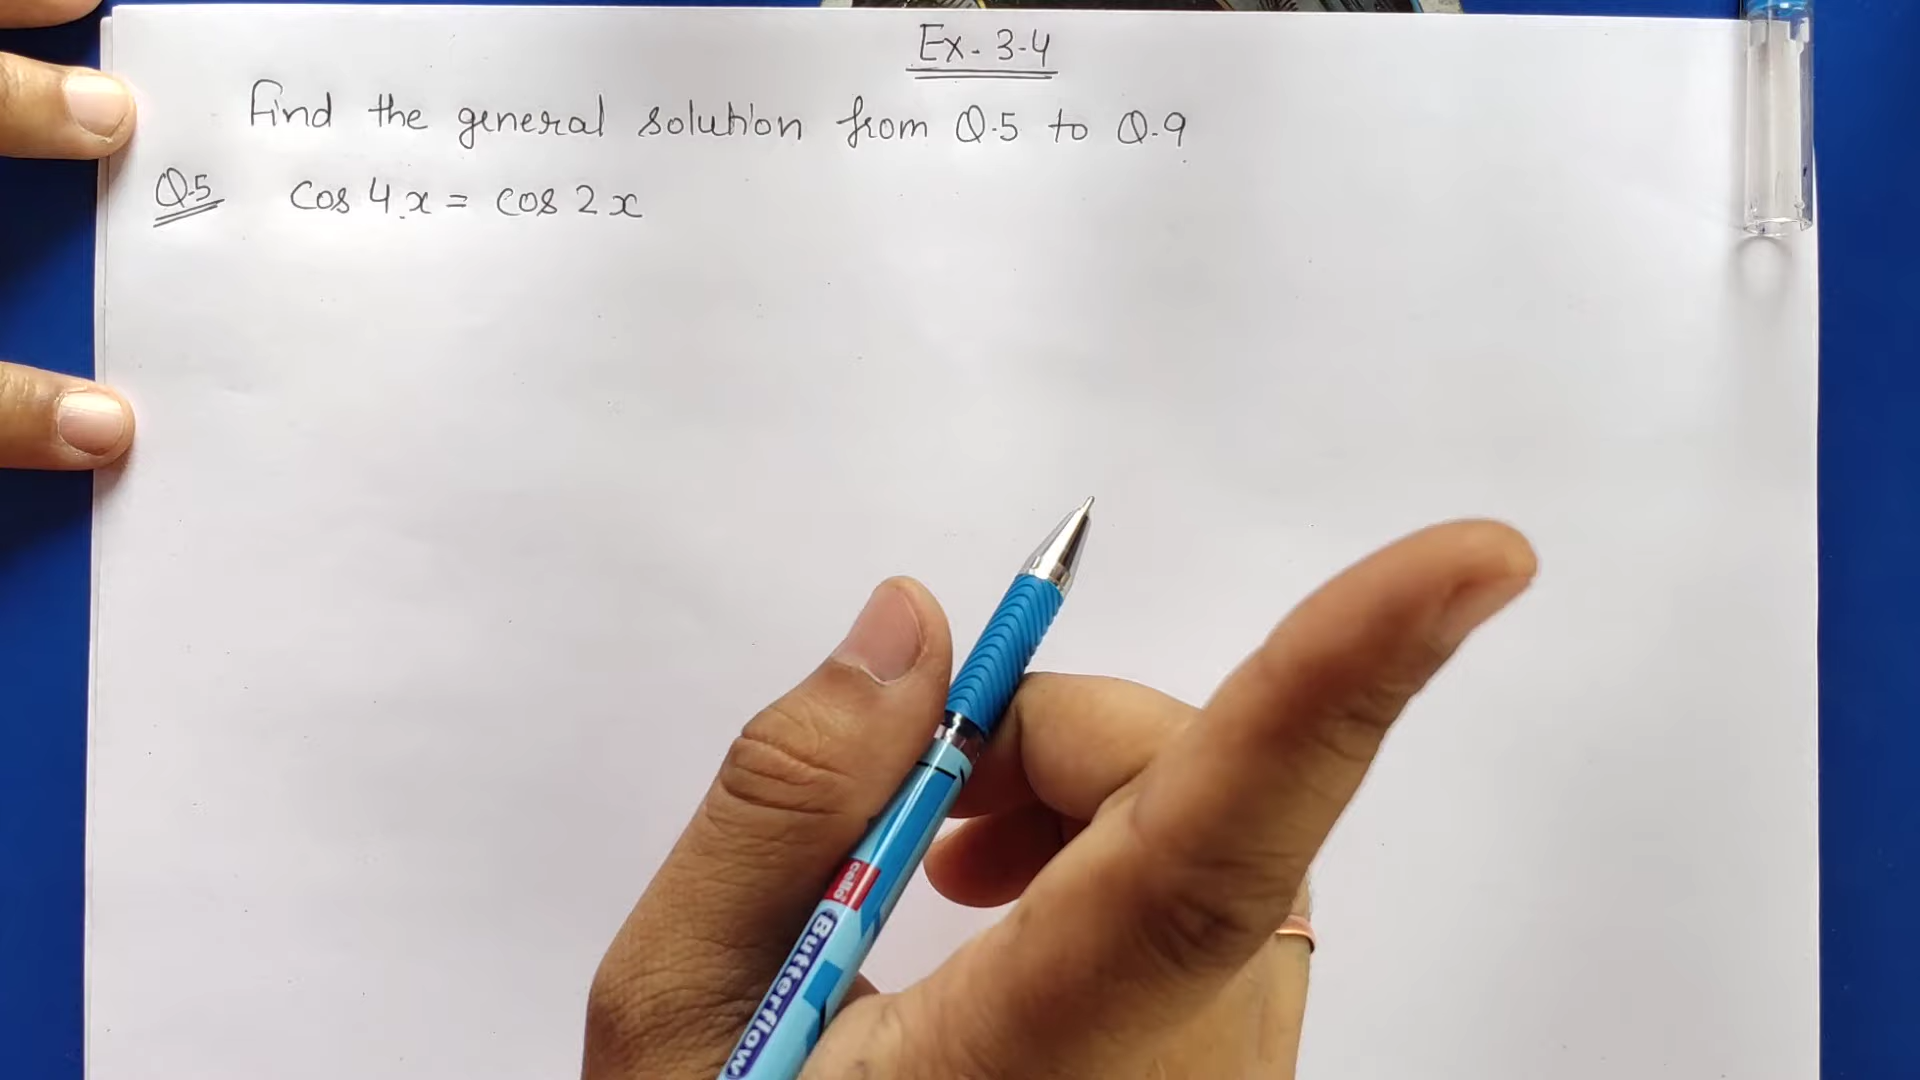 Ex-3-4
Find the general solution from Q.5 to Q.9
Q.5 Cos 4x = cos 2x
cello
Butterflow